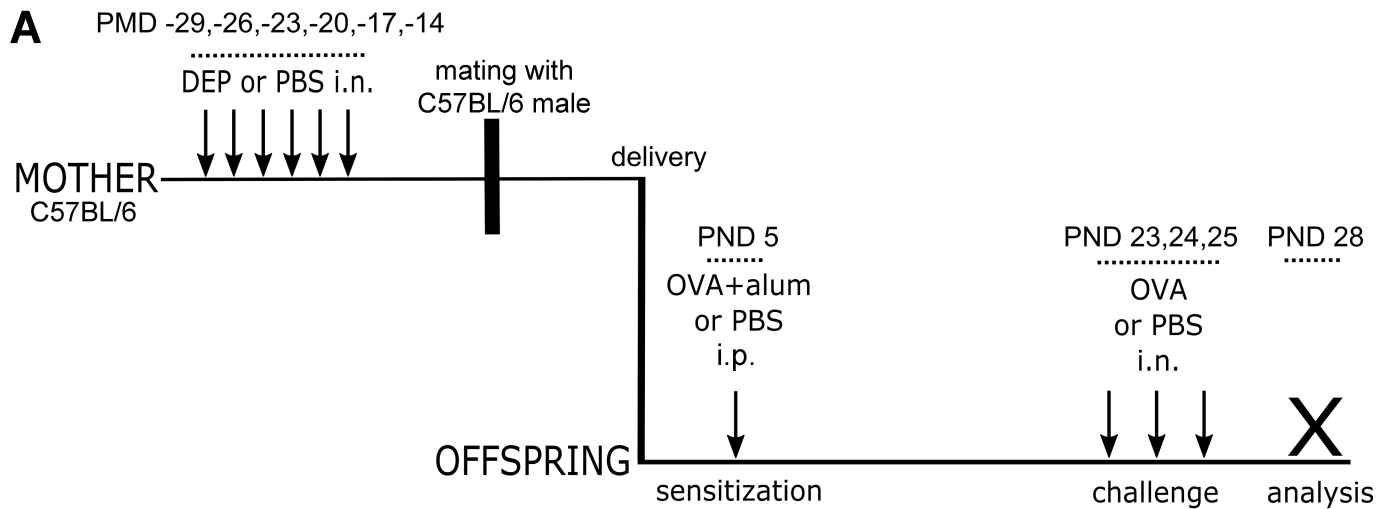 A
PMD -29,-26,-23,-20,-17,-14
DEP or PBS i.n.
mating with
C57BL/6 male
delivery
MOTHER
C57BL/6
PND 5
OVA+alum
or PBS
i.p.
PND 23,24,25
OVA
or PBS
i.n.
PND 28
X
OFFSPRING
sensitization
challenge
analysis